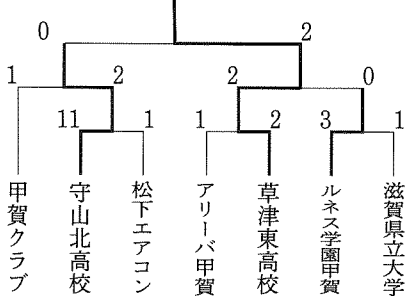 0 2
1 2 2 0
11 1 1 2 3 1
甲賀クラブ
守山北高校
松下エアコン
アリーバ甲賀
草津東高校
ルネス学園甲賀
滋賀県立大学